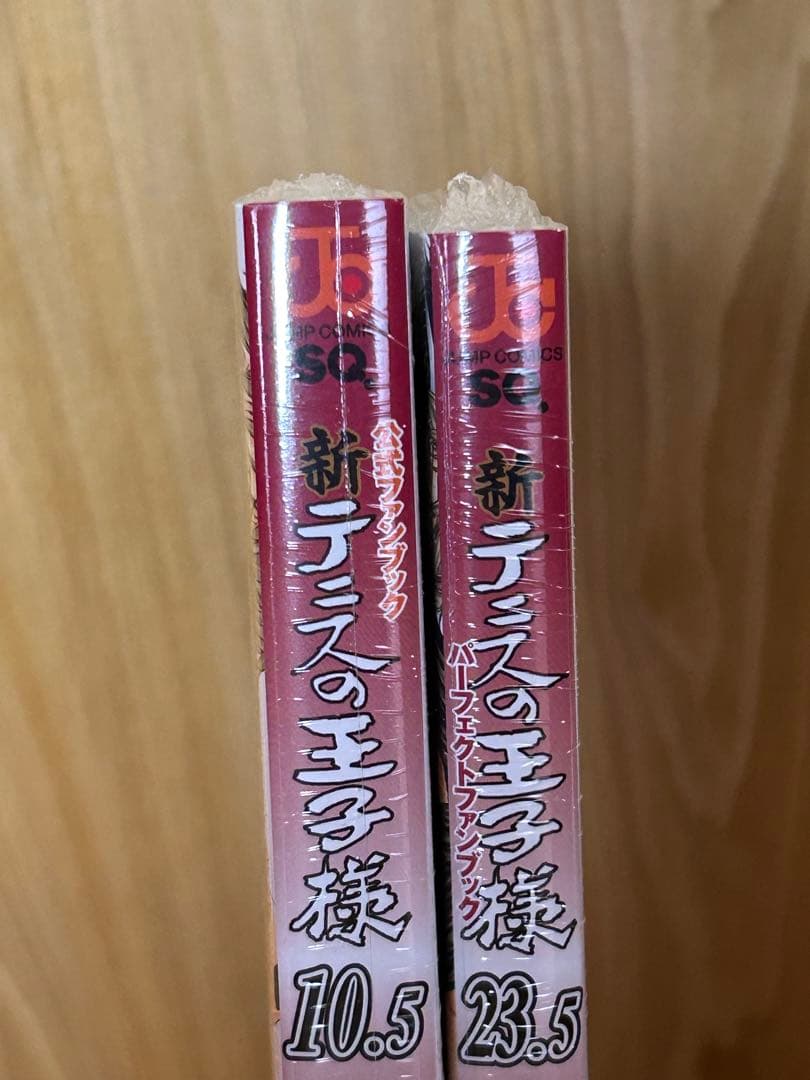 JUMP COMICS
SQ.
公式ファンブック
新テニスの王子様
10.5
JC
JUMP COMICS
SQ.
新テニスの王子様
パーフェクトファンブック
23.5